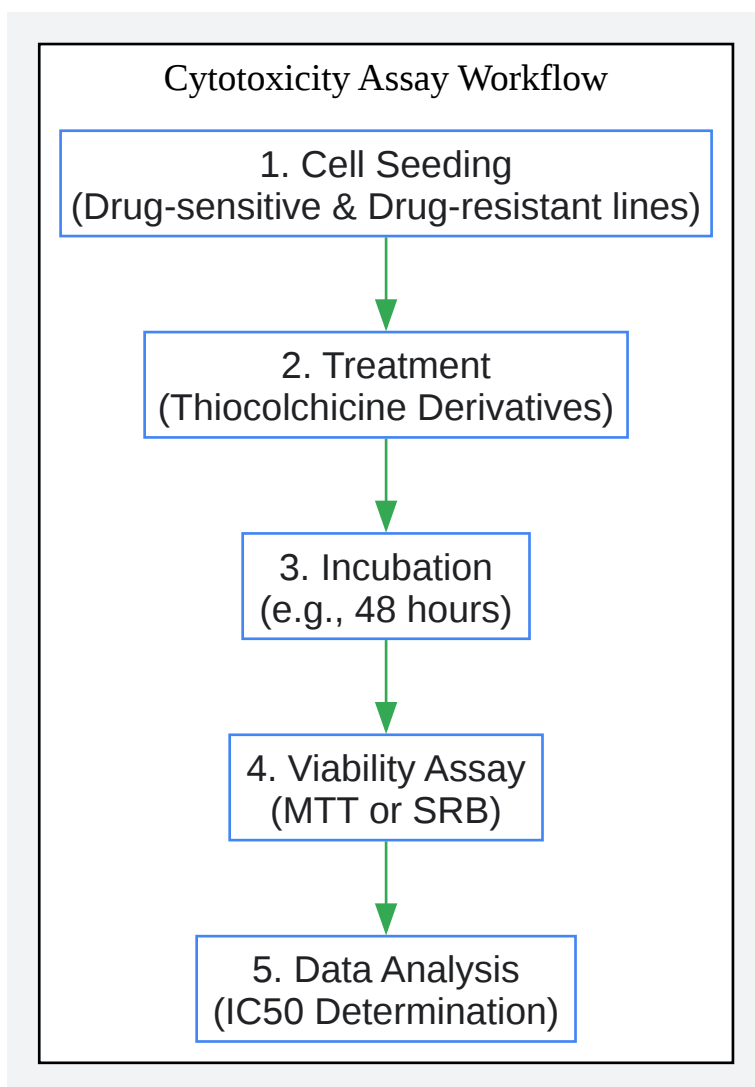 Cytotoxicity Assay Workflow
1. Cell Seeding
(Drug-sensitive & Drug-resistant lines)
2. Treatment
(Thiocolchicine Derivatives)
3. Incubation
(e.g., 48 hours)
4. Viability Assay
(MTT or SRB)
5. Data Analysis
(IC50 Determination)